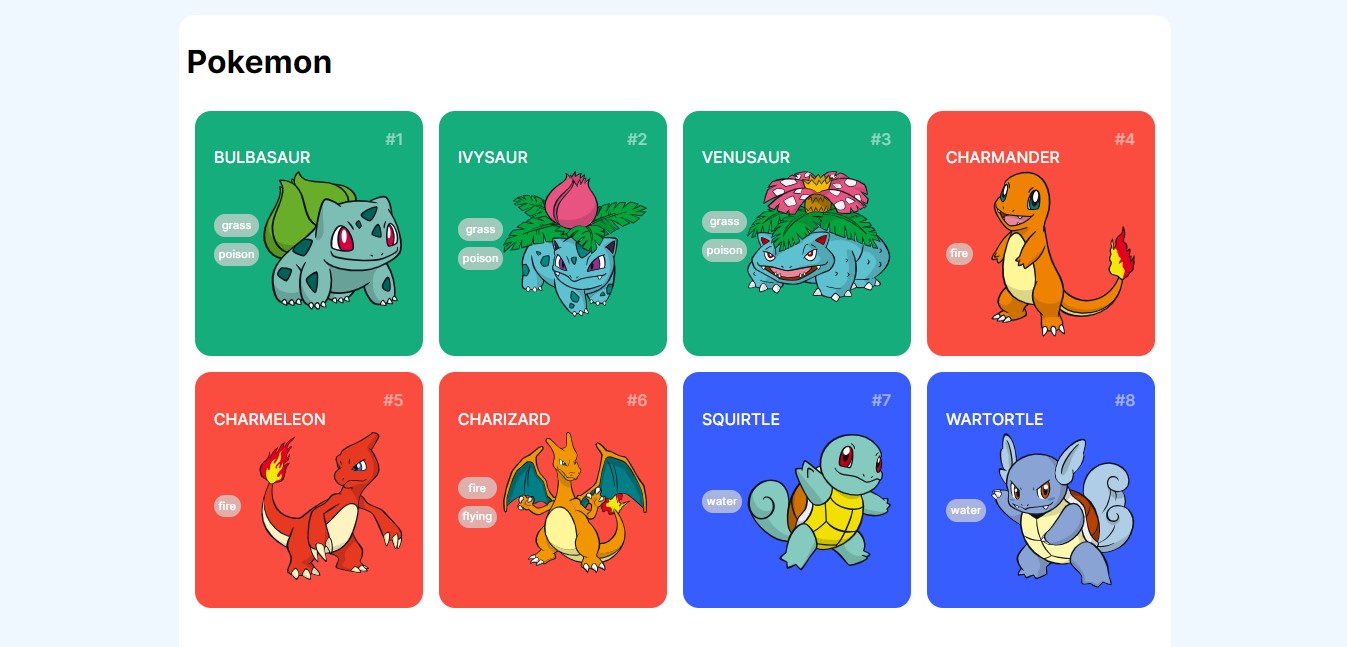 Pokemon
#1
BULBASAUR
grass
poison
#2
IVYSAUR
grass
poison
#3
VENUSAUR
grass
poison
#4
CHARMANDER
fire
#5
CHARMELEON
fire
#6
CHARIZARD
fire
flying
#7
SQUIRTLE
water
#8
WARTORTLE
water